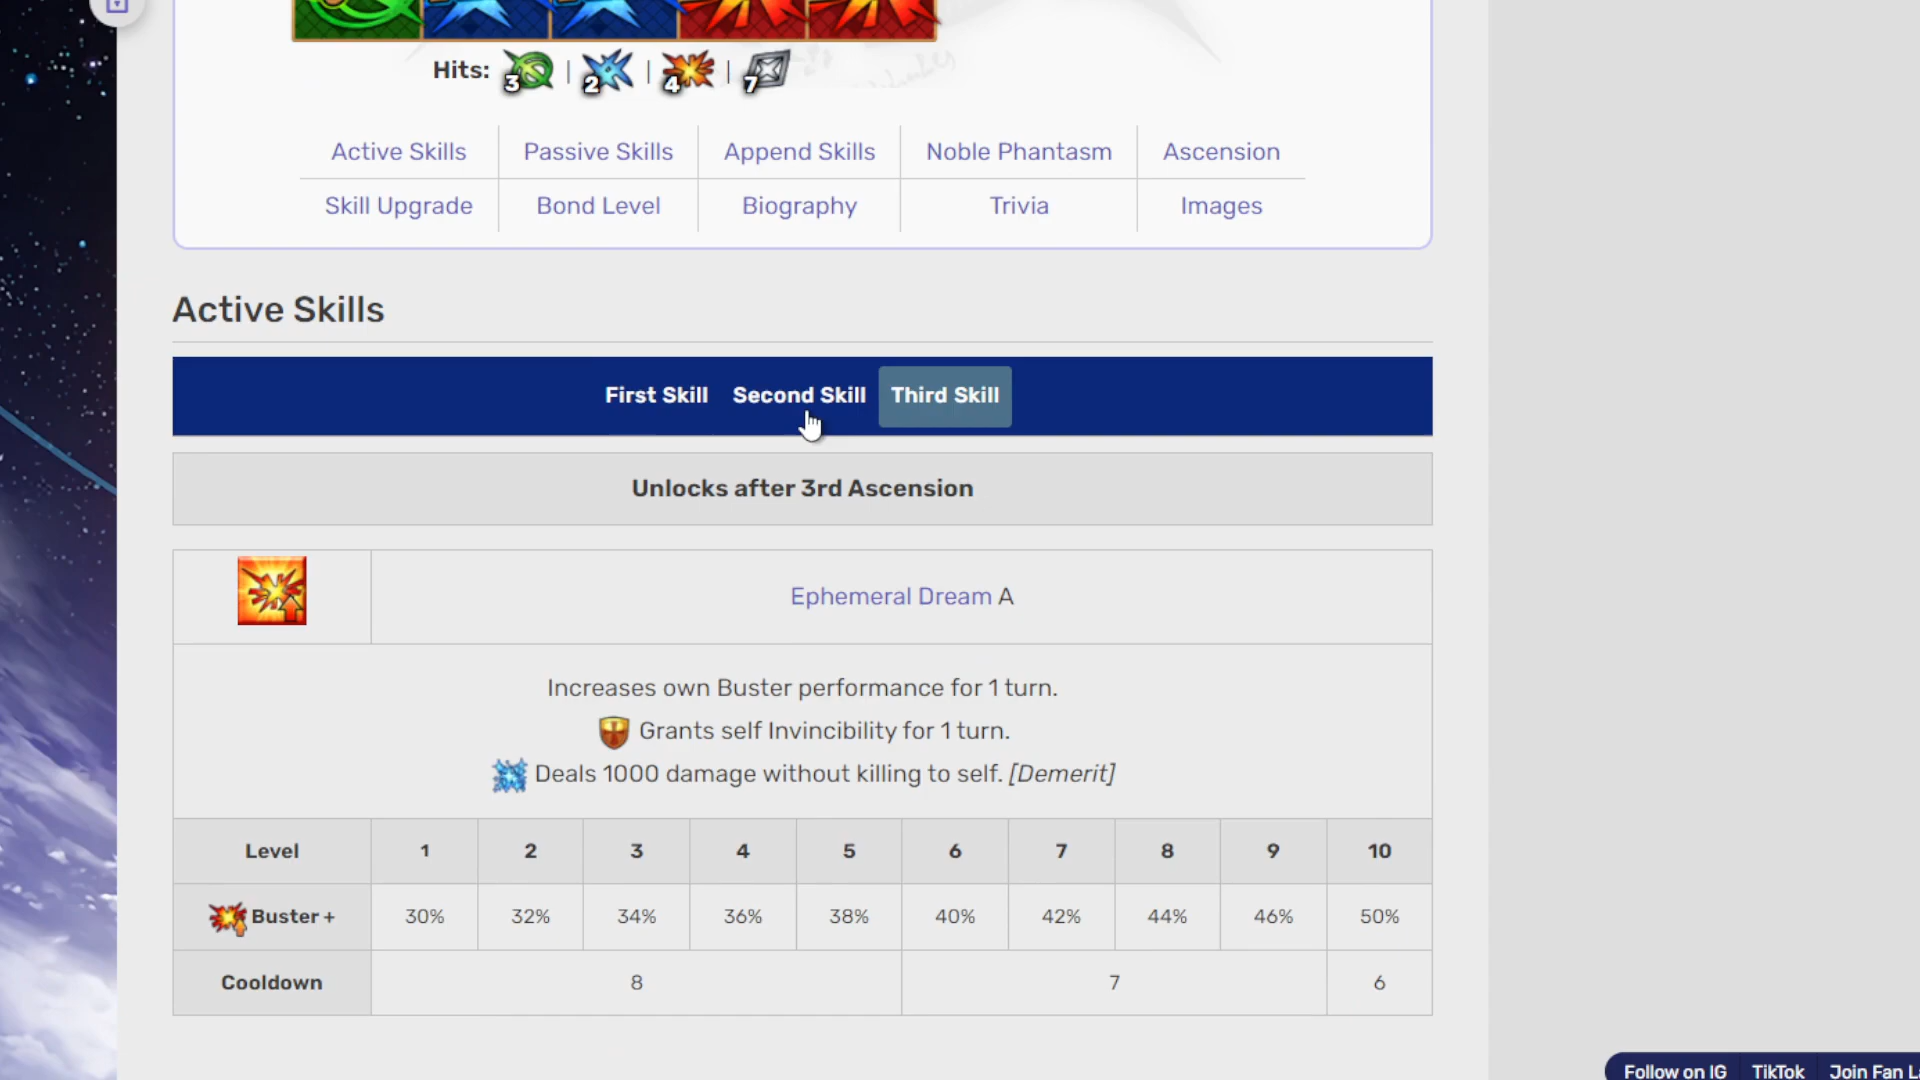 Hits: 3 | 2 | 4 | 7
Active Skills Passive Skills Append Skills Noble Phantasm Ascension
Skill Upgrade Bond Level Biography Trivia Images
Active Skills
First Skill Second Skill Third Skill
Unlocks after 3rd Ascension
Ephemeral Dream A
Increases own Buster performance for 1 turn.
Grants self Invincibility for 1 turn.
Deals 1000 damage without killing to self. [Demerit]
Level 1 2 3 4 5 6 7 8 9 10
Buster + 30% 32% 34% 36% 38% 40% 42% 44% 46% 50%
Cooldown 8 7 6
Follow on IG TikTok Join Fan